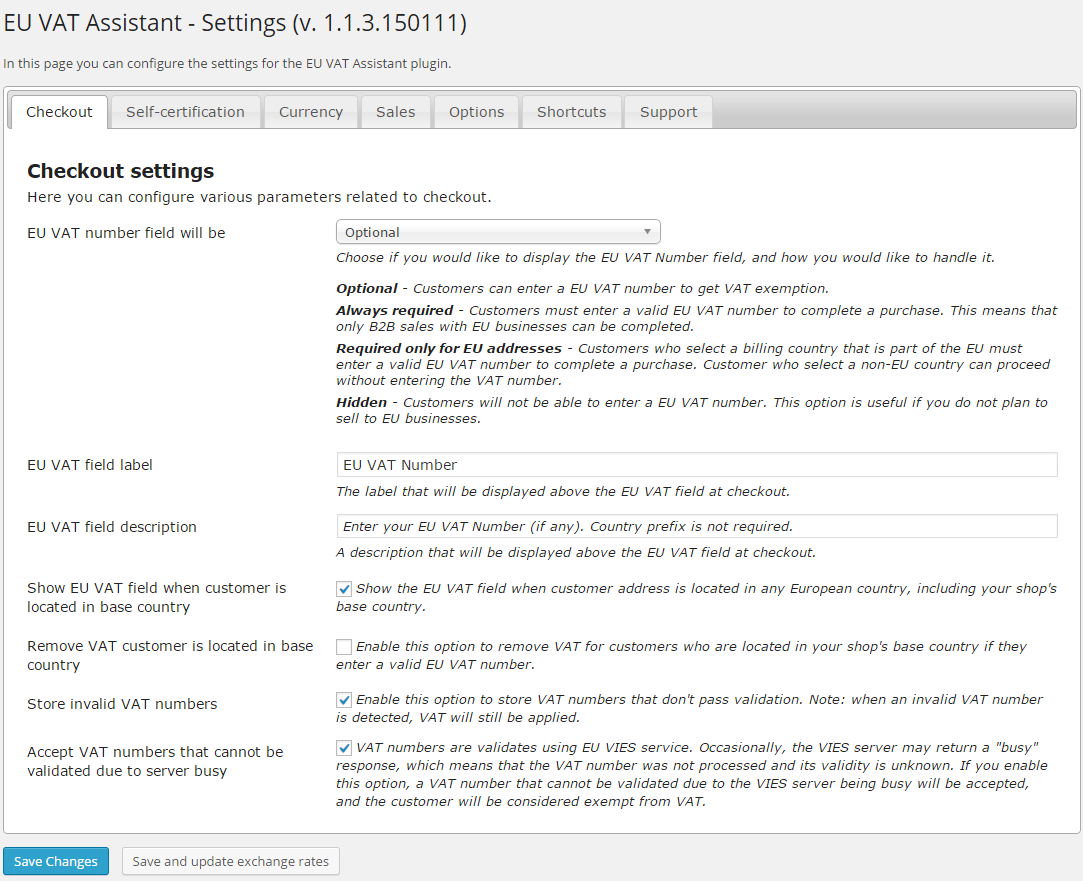 EU VAT Assistant - Settings (v. 1.1.3.150111)
In this page you can configure the settings for the EU VAT Assistant plugin.
Checkout Self-certification Currency Sales Options Shortcuts Support
Checkout settings
Here you can configure various parameters related to checkout.
EU VAT number field will be
Optional
Choose if you would like to display the EU VAT Number field, and how you would like to handle it.
Optional - Customers can enter a EU VAT number to get VAT exemption.
Always required - Customers must enter a valid EU VAT number to complete a purchase. This means that
only B2B sales with EU businesses can be completed.
Required only for EU addresses - Customers who select a billing country that is part of the EU must
enter a valid EU VAT number to complete a purchase. Customer who select a non-EU country can proceed
without entering the VAT number.
Hidden - Customers will not be able to enter a EU VAT number. This option is useful if you do not plan to
sell to EU businesses.
EU VAT field label
EU VAT Number
The label that will be displayed above the EU VAT field at checkout.
EU VAT field description
Enter your EU VAT Number (if any). Country prefix is not required.
A description that will be displayed above the EU VAT field at checkout.
Show EU VAT field when customer is
located in base country
Show the EU VAT field when customer address is located in any European country, including your shop's
base country.
Remove VAT customer is located in base
country
Enable this option to remove VAT for customers who are located in your shop's base country if they
enter a valid EU VAT number.
Store invalid VAT numbers
Enable this option to store VAT numbers that don't pass validation. Note: when an invalid VAT number
is detected, VAT will still be applied.
Accept VAT numbers that cannot be
validated due to server busy
VAT numbers are validates using EU VIES service. Occasionally, the VIES server may return a "busy"
response, which means that the VAT number was not processed and its validity is unknown. If you enable
this option, a VAT number that cannot be validated due to the VIES server being busy will be accepted,
and the customer will be considered exempt from VAT.
Save Changes Save and update exchange rates